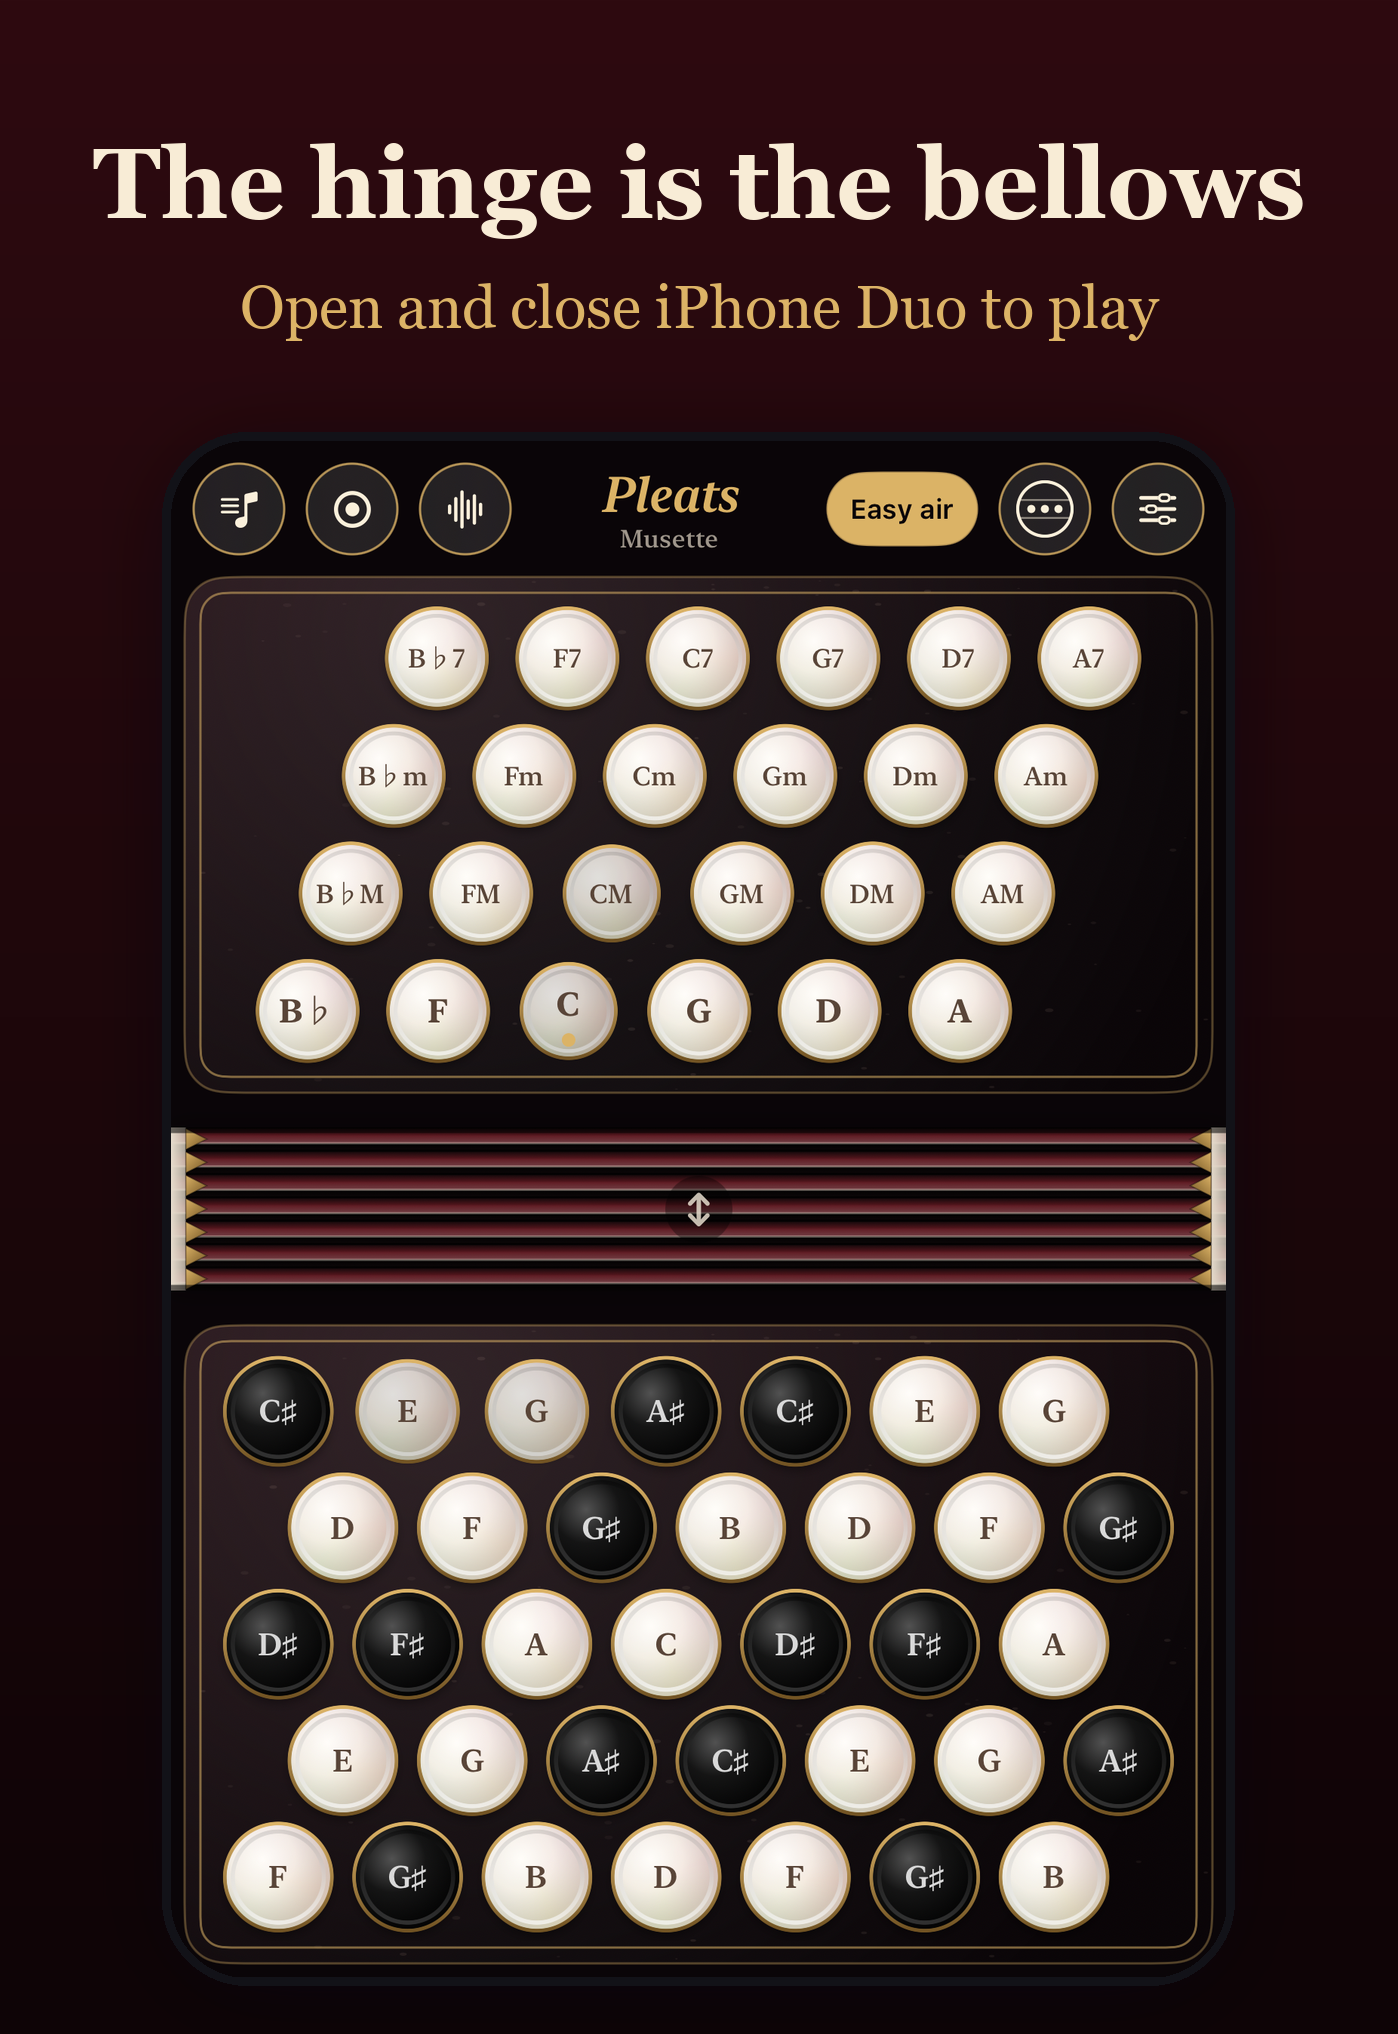 The hinge is the bellows
Open and close iPhone Duo to play
Pleats
Musette
Easy air
B♭7 F7 C7 G7 D7 A7
B♭m Fm Cm Gm Dm Am
B♭M FM CM GM DM AM
B♭ F C G D A
C♯ E G A♯ C♯ E G
D F G♯ B D F G♯
D♯ F♯ A C D♯ F♯ A
E G A♯ C♯ E G A♯
F G♯ B D F G♯ B